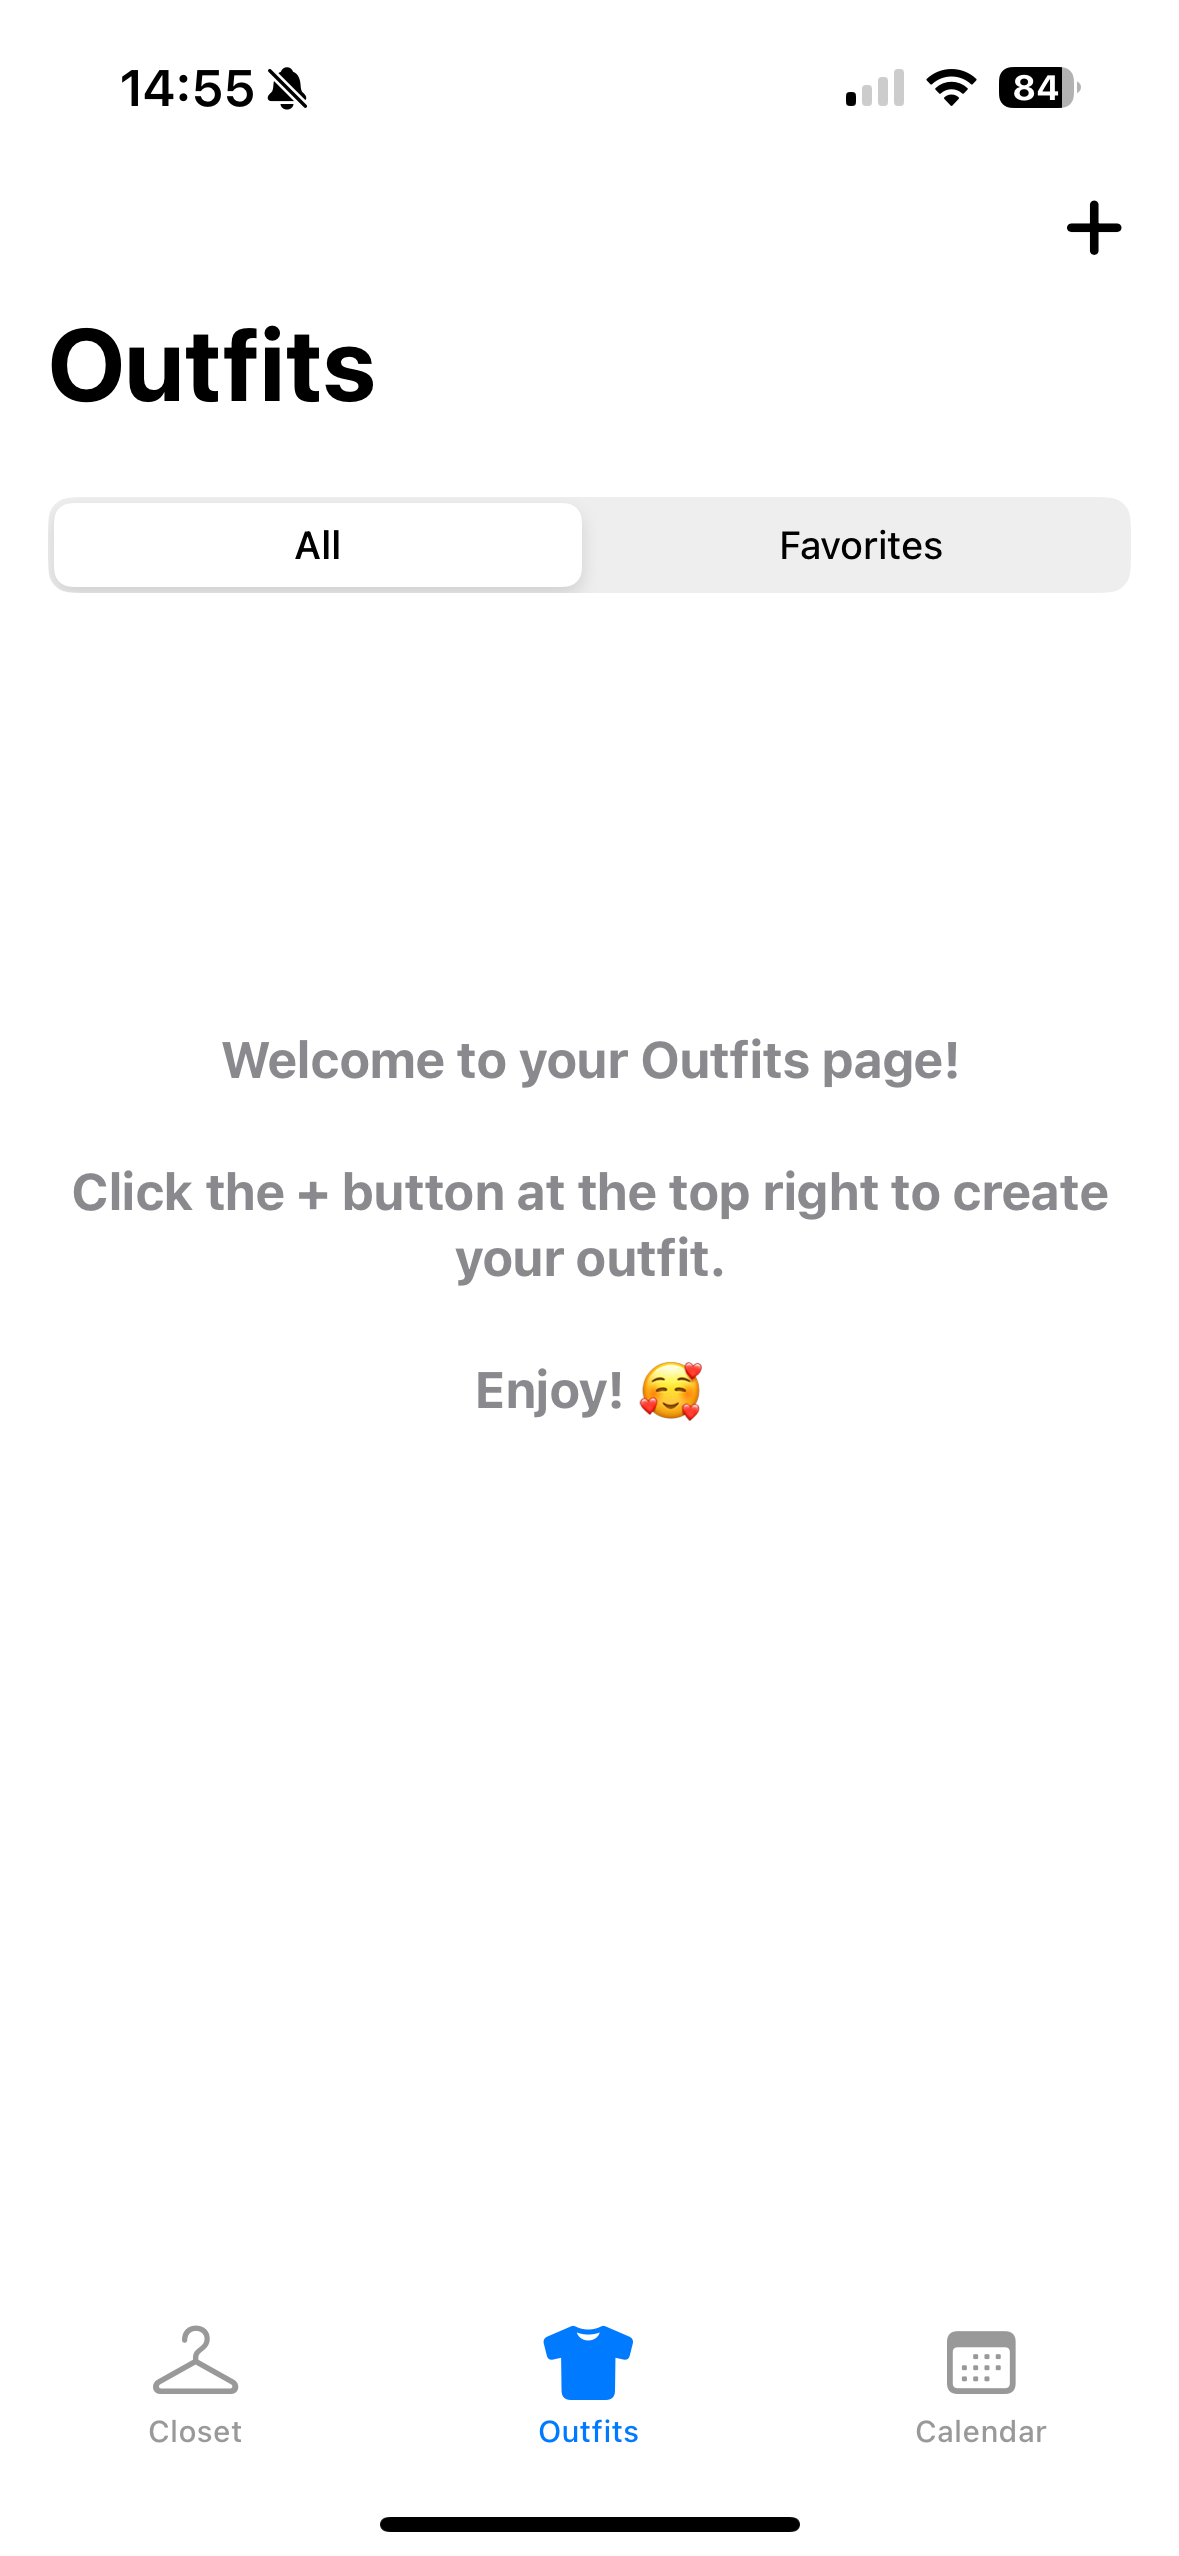 14:55
84
Outfits
All Favorites
Welcome to your Outfits page!
Click the + button at the top right to create
your outfit.
Enjoy! 🥰
Closet Outfits Calendar